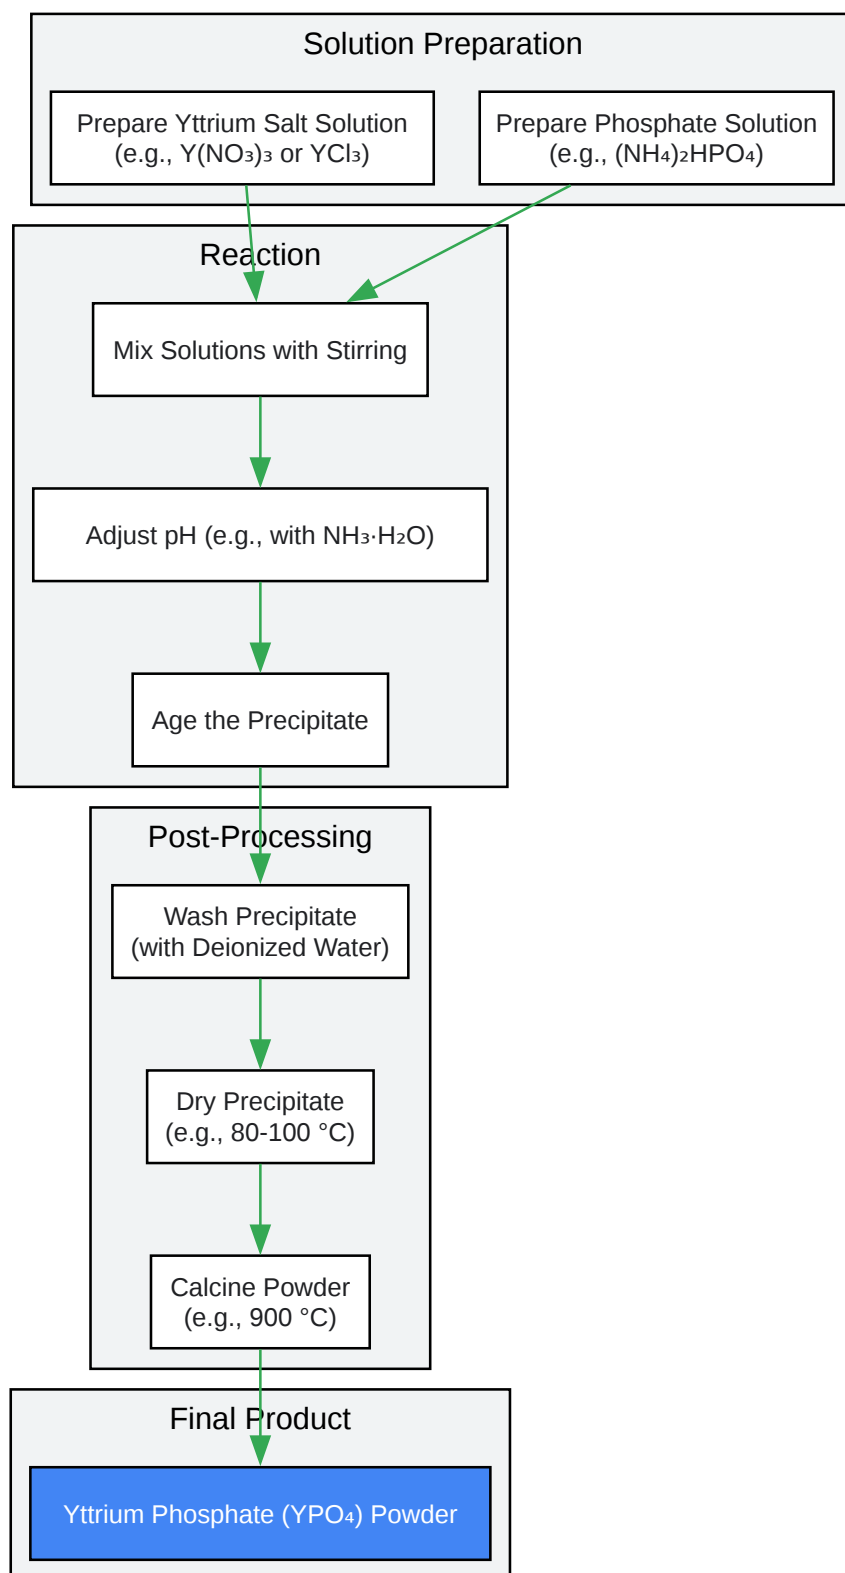 Solution Preparation
Prepare Yttrium Salt Solution
(e.g., Y(NO₃)₃ or YCl₃)
Prepare Phosphate Solution
(e.g., (NH₄)₂HPO₄)
Reaction
Mix Solutions with Stirring
Adjust pH (e.g., with NH₃·H₂O)
Age the Precipitate
Post-Processing
Wash Precipitate
(with Deionized Water)
Dry Precipitate
(e.g., 80-100 °C)
Calcine Powder
(e.g., 900 °C)
Final Product
Yttrium Phosphate (YPO₄) Powder